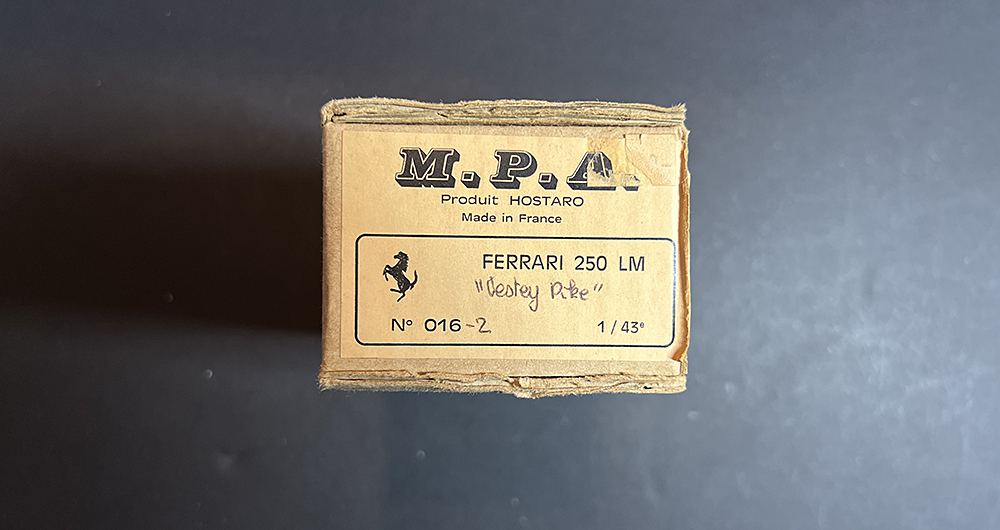 M.P.A.
Produit HOSTARO
Made in France
FERRARI 250 LM
Pike"
N° 016-2
1/43e